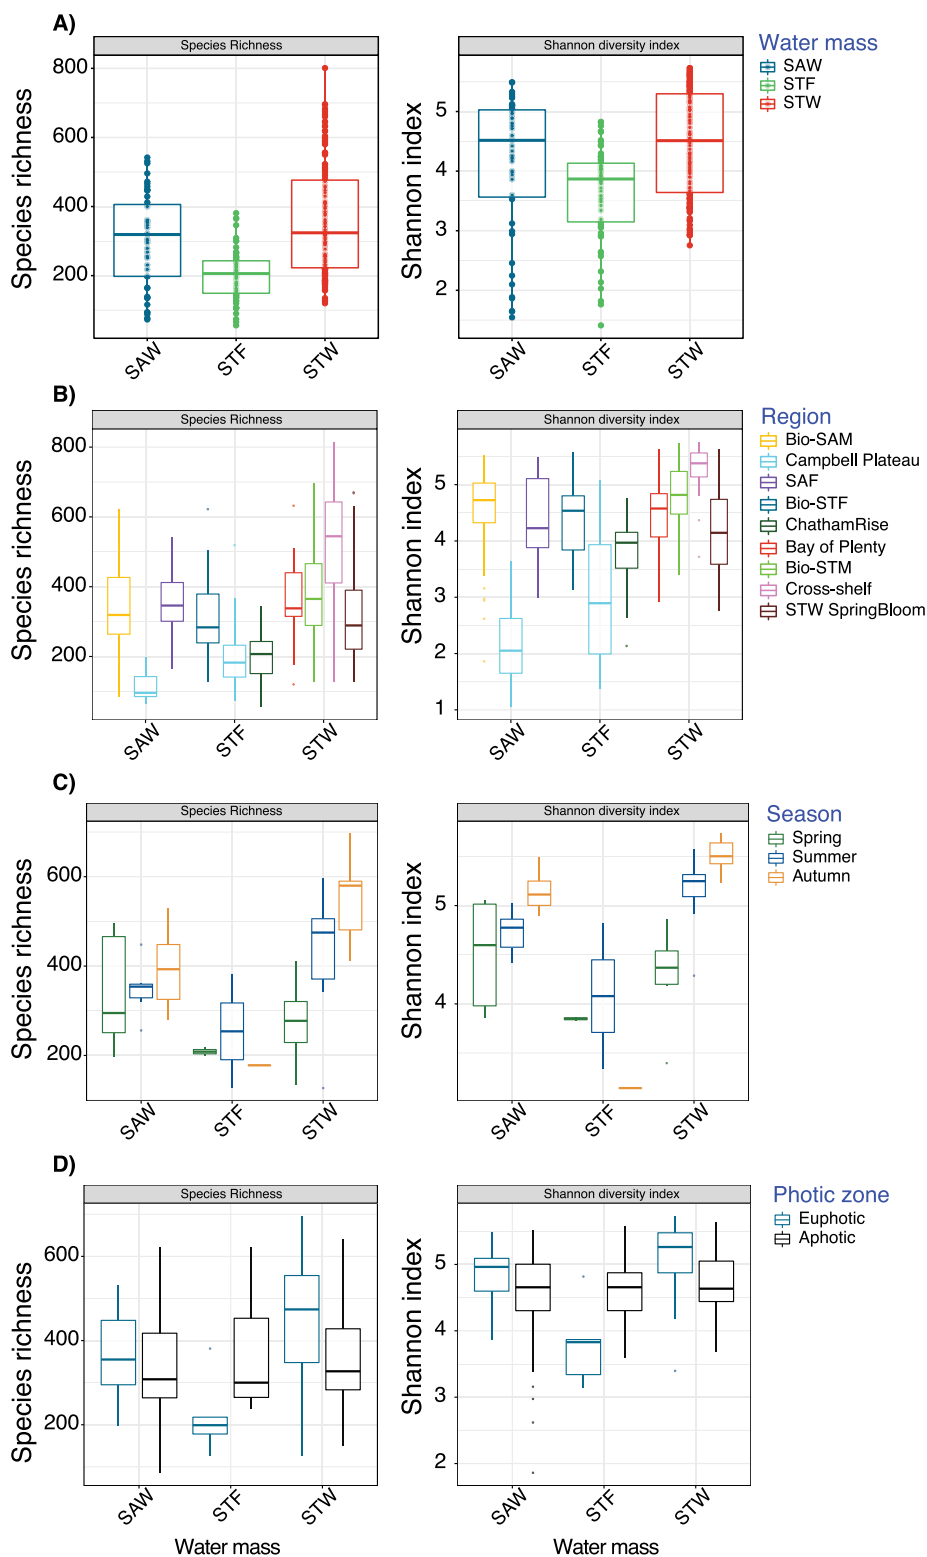 A)
Species Richness
Shannon diversity index
Water mass
SAW
STF
STW
Species richness
800
600
400
200
SAW
STF
STW
Shannon index
5
4
3
2
SAW
STF
STW
B)
Species Richness
Shannon diversity index
Region
Bio-SAM
Campbell Plateau
SAF
Bio-STF
ChathamRise
Bay of Plenty
Bio-STM
Cross-shelf
STW SpringBloom
Species richness
800
600
400
200
SAW
STF
STW
Shannon index
5
4
3
2
1
SAW
STF
STW
C)
Species Richness
Shannon diversity index
Season
Spring
Summer
Autumn
Species richness
600
400
200
SAW
STF
STW
Shannon index
5
4
SAW
STF
STW
D)
Species Richness
Shannon diversity index
Photic zone
Euphotic
Aphotic
Species richness
600
400
200
SAW
STF
STW
Water mass
Shannon index
5
4
3
2
SAW
STF
STW
Water mass